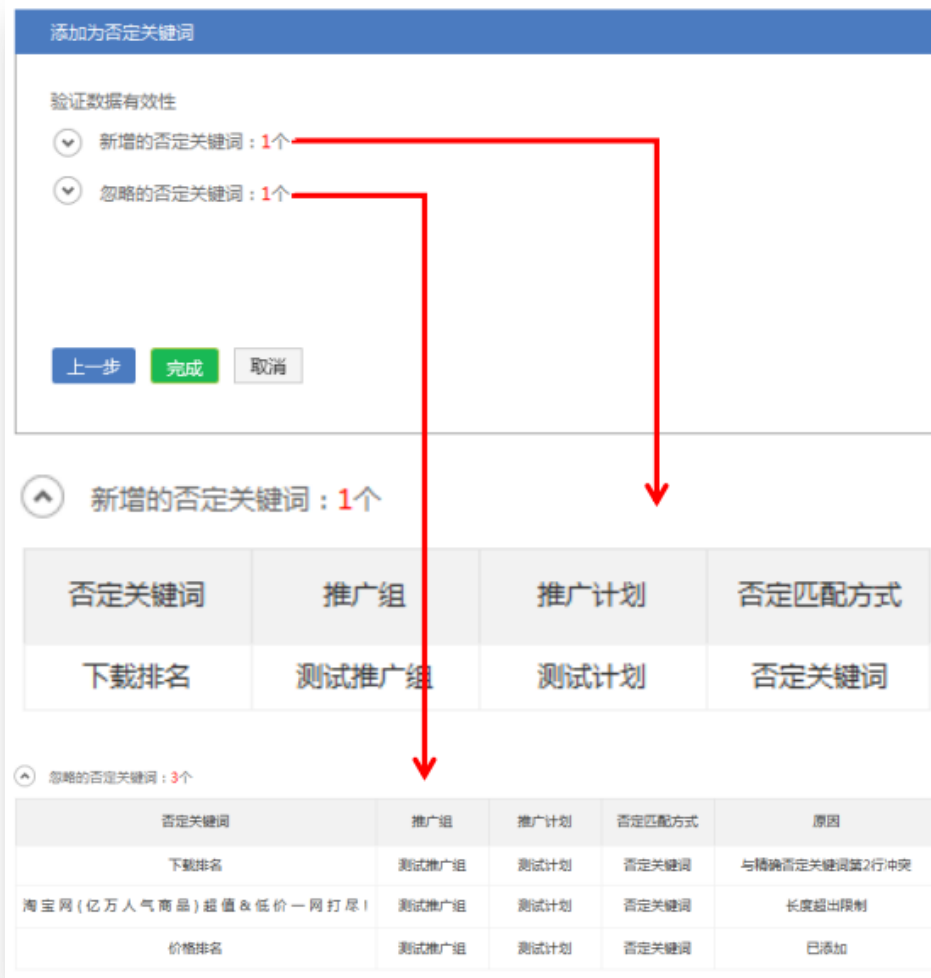 添加为否定关键词
验证数据有效性
新增的否定关键词：1个
忽略的否定关键词：1个
上一步 完成 取消
新增的否定关键词：1个
否定关键词 推广组 推广计划 否定匹配方式
下载排名 测试推广组 测试计划 否定关键词
忽略的否定关键词：3个
否定关键词 推广组 推广计划 否定匹配方式 原因
下载排名 测试推广组 测试计划 否定关键词 与精确否定关键词第2行冲突
淘宝网(亿万人气商品)超值&低价一网打尽! 测试推广组 测试计划 否定关键词 长度超出限制
价格排名 测试推广组 测试计划 否定关键词 已添加